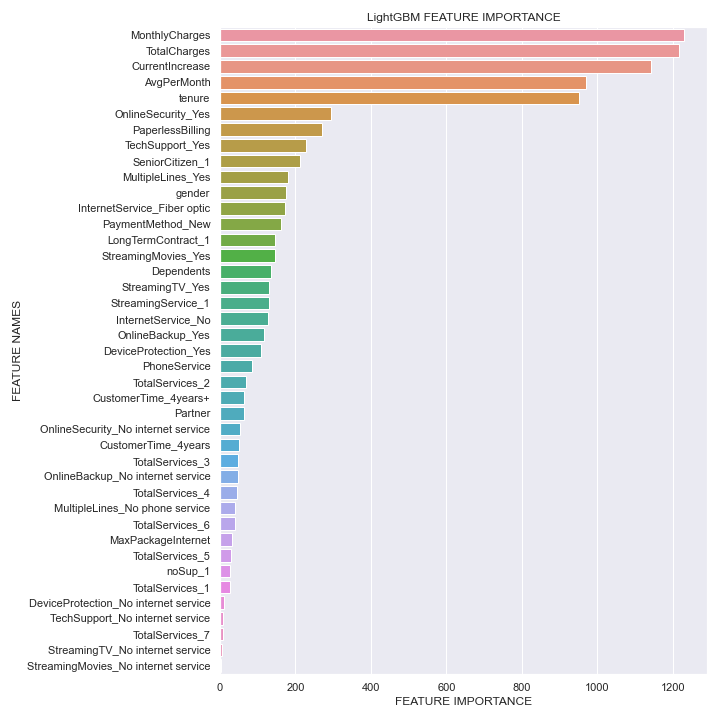 LightGBM FEATURE IMPORTANCE
MonthlyCharges
TotalCharges
CurrentIncrease
AvgPerMonth
tenure
OnlineSecurity_Yes
PaperlessBilling
TechSupport_Yes
SeniorCitizen_1
MultipleLines_Yes
gender
InternetService_Fiber optic
PaymentMethod_New
LongTermContract_1
StreamingMovies_Yes
Dependents
StreamingTV_Yes
StreamingService_1
InternetService_No
OnlineBackup_Yes
DeviceProtection_Yes
PhoneService
TotalServices_2
CustomerTime_4years+
Partner
OnlineSecurity_No internet service
CustomerTime_4years
TotalServices_3
OnlineBackup_No internet service
TotalServices_4
MultipleLines_No phone service
TotalServices_6
MaxPackageInternet
TotalServices_5
noSup_1
TotalServices_1
DeviceProtection_No internet service
TechSupport_No internet service
TotalServices_7
StreamingTV_No internet service
StreamingMovies_No internet service
FEATURE NAMES
0 200 400 600 800 1000 1200
FEATURE IMPORTANCE